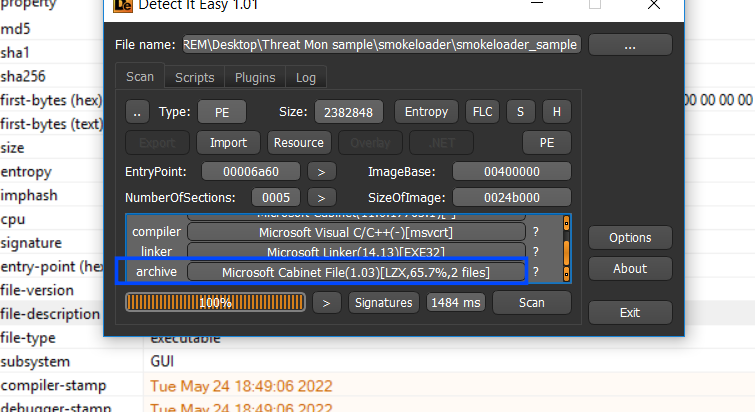 property
Detect It Easy 1.01
md5
File name: REM\Desktop\Threat Mon sample\smokeloader\smokeloader_sample ...
sha1
sha256
Scan Scripts Plugins Log
first-bytes (hex) 00 00 00 00
first-bytes (text)
.. Type: PE Size: 2382848 Entropy FLC S H
size
Export Import Resource Overlay .NET PE
entropy
EntryPoint: 00006a60 > ImageBase: 00400000
imphash
NumberOfSections: 0005 > SizeOfImage: 0024b000
cpu
signature
compiler Microsoft Visual C/C++(-)[msvcrt] ?
Options
entry-point (hex)
linker Microsoft Linker(14.13)[EXE32] ?
file-version
archive Microsoft Cabinet File(1.03)[LZX,65.7%,2 files] ?
About
file-description
100% > Signatures 1484 ms Scan
Exit
file-type executable
subsystem GUI
compiler-stamp Tue May 24 18:49:06 2022
debugger-stamp Tue May 24 18:49:06 2022